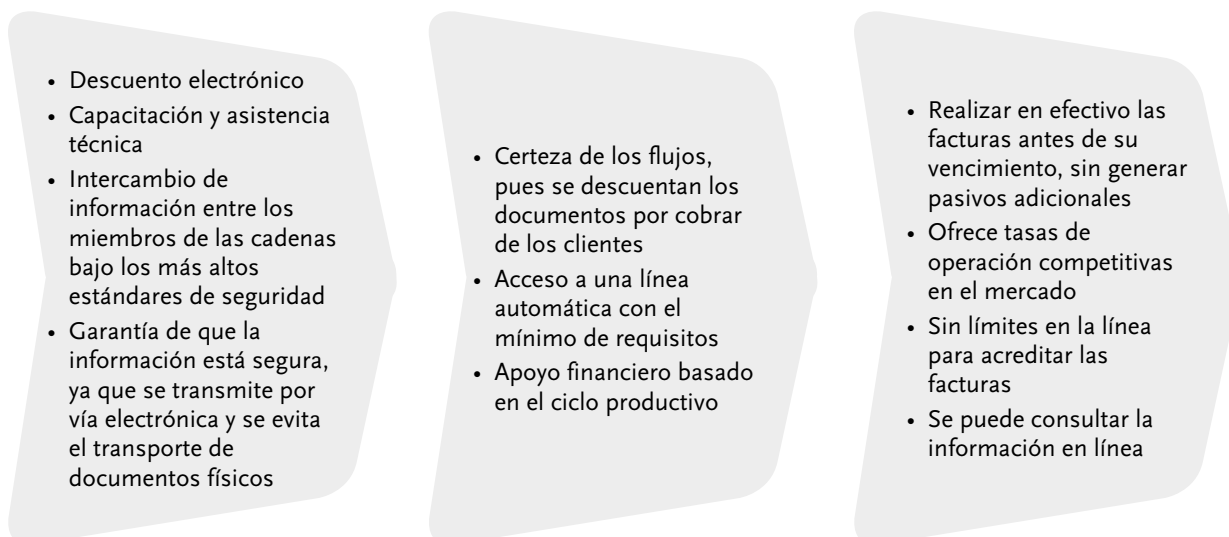 • Descuento electrónico
• Capacitación y asistencia
técnica
• Intercambio de
información entre los
miembros de las cadenas
bajo los más altos
estándares de seguridad
• Garantía de que la
información está segura,
ya que se transmite por
vía electrónica y se evita
el transporte de
documentos físicos
• Certeza de los flujos,
pues se descuentan los
documentos por cobrar
de los clientes
• Acceso a una línea
automática con el
mínimo de requisitos
• Apoyo financiero basado
en el ciclo productivo
• Realizar en efectivo las
facturas antes de su
vencimiento, sin generar
pasivos adicionales
• Ofrece tasas de
operación competitivas
en el mercado
• Sin límites en la línea
para acreditar las
facturas
• Se puede consultar la
información en línea